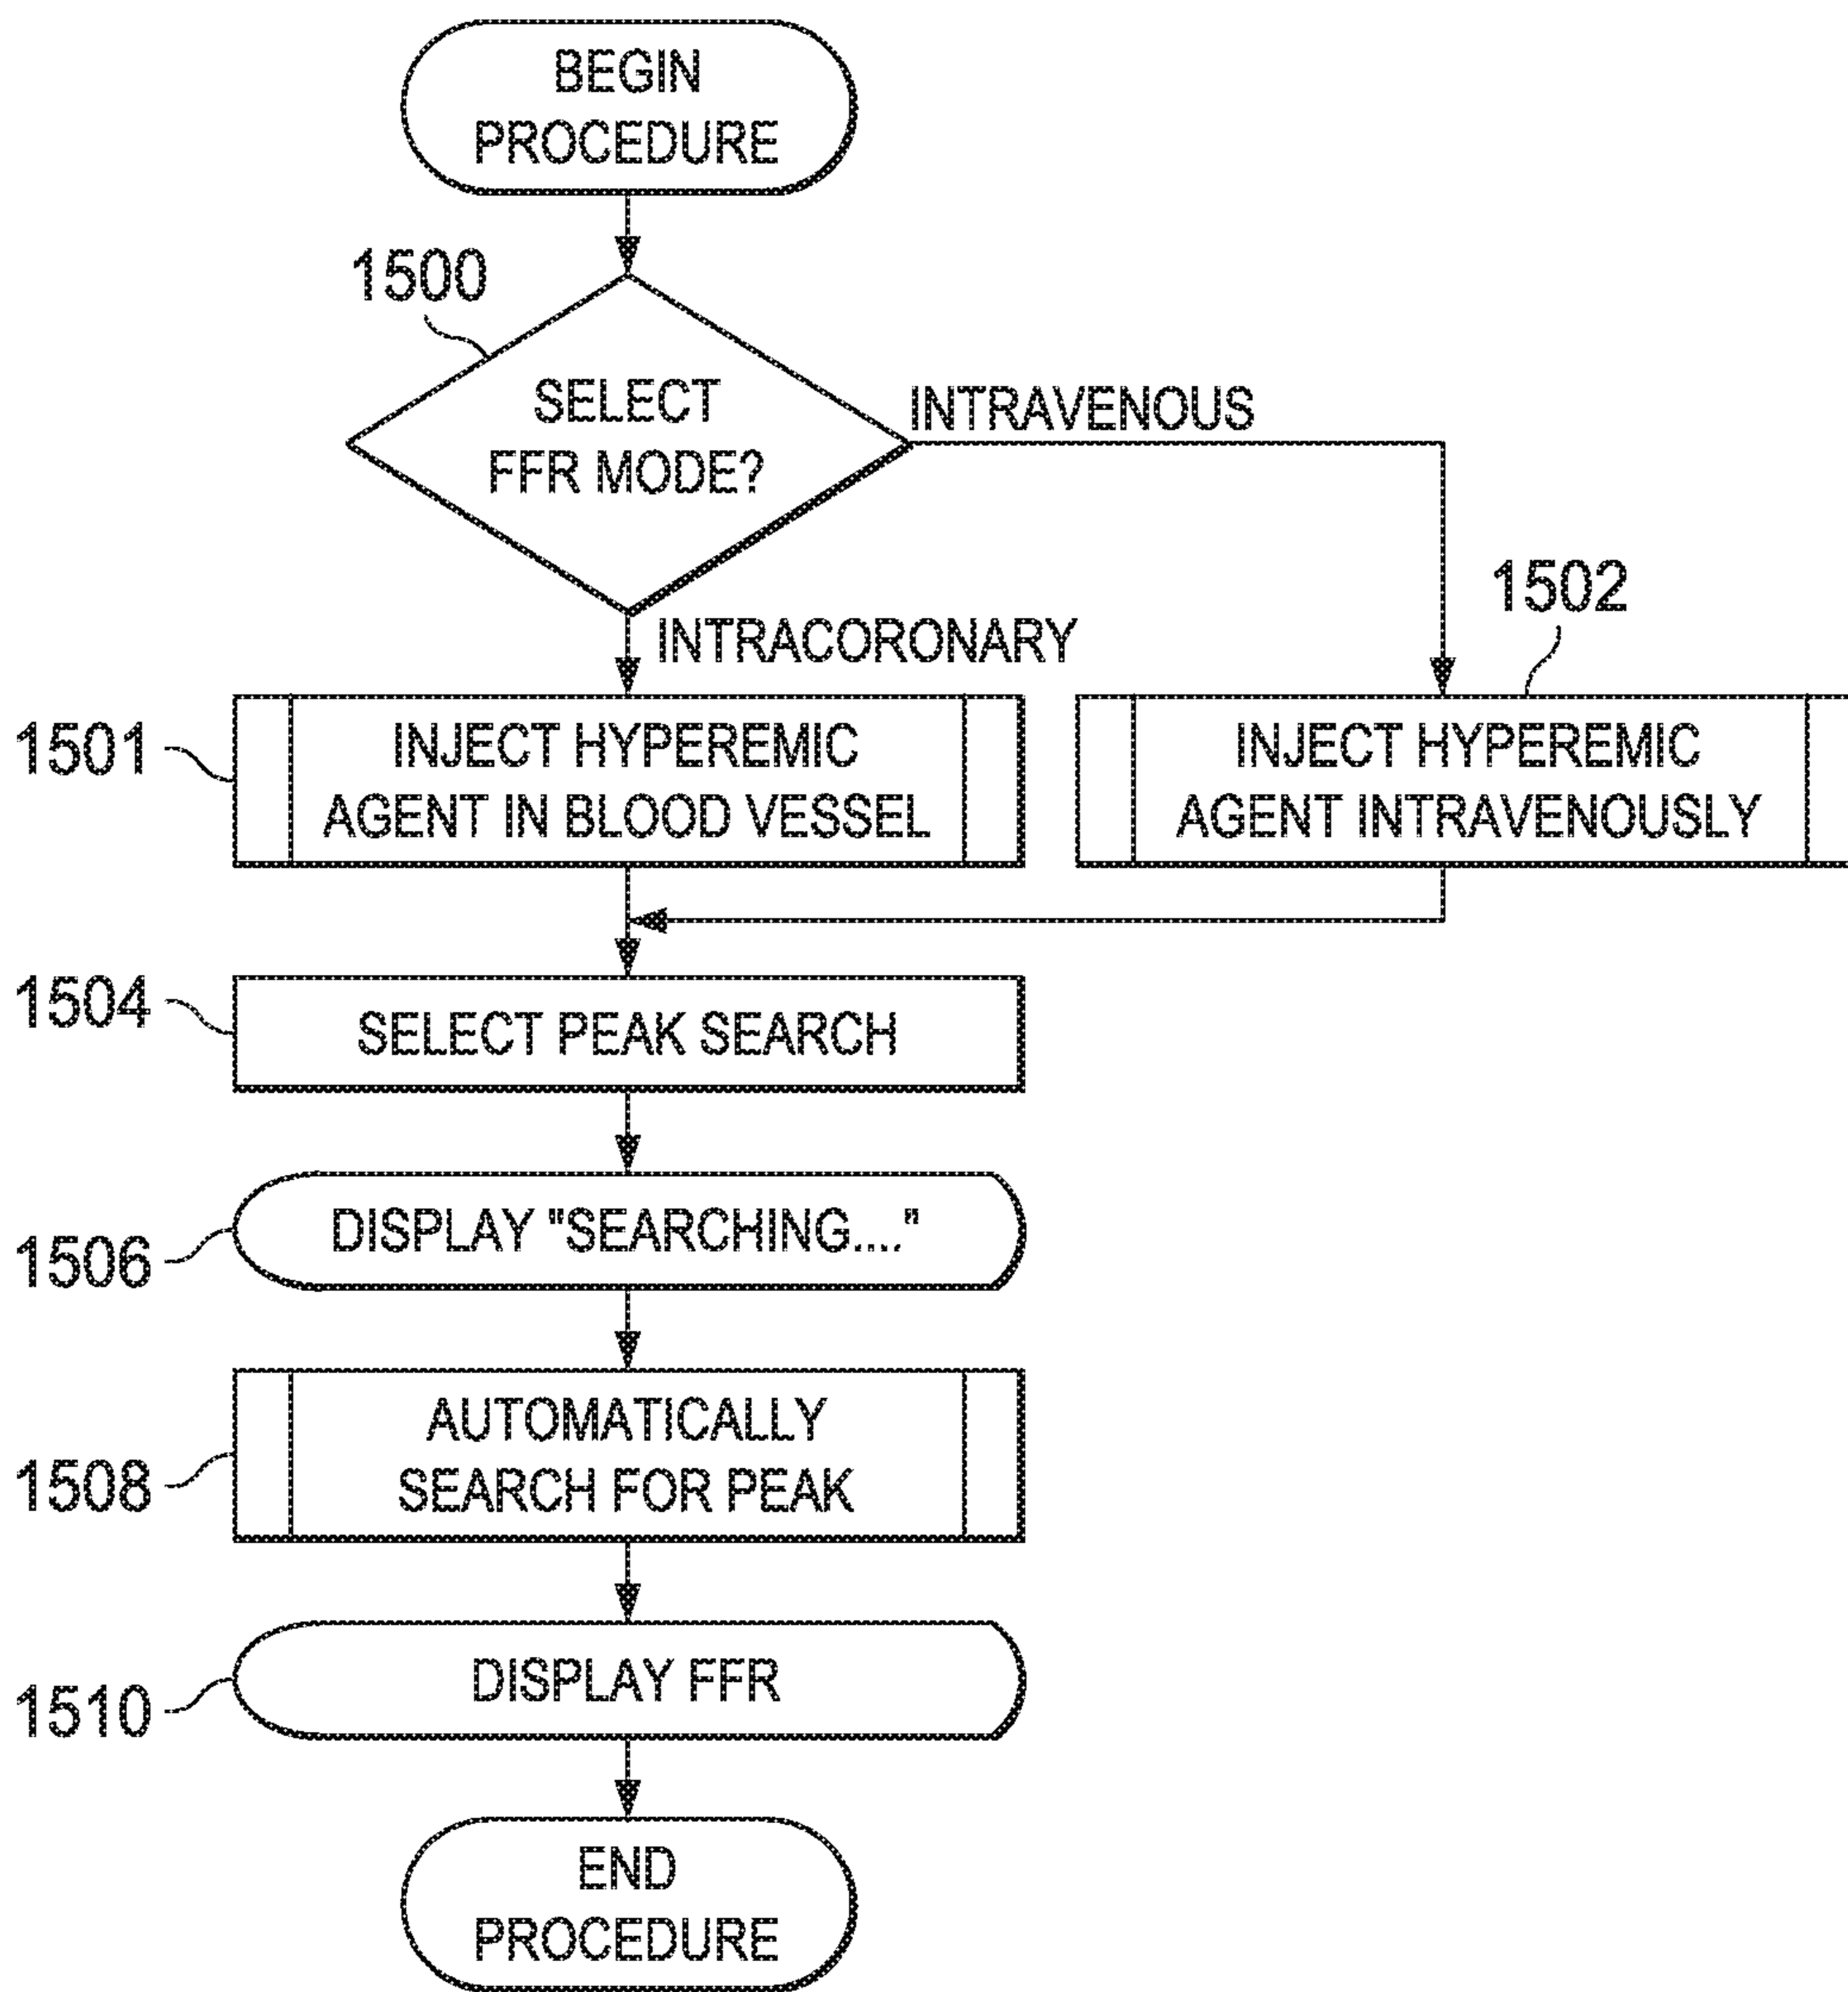 BEGIN
PROCEDURE
1500
SELECT
FFR MODE?
INTRAVENOUS
INTRACORONARY
1502
1501
INJECT HYPEREMIC
AGENT IN BLOOD VESSEL
INJECT HYPEREMIC
AGENT INTRAVENOUSLY
1504
SELECT PEAK SEARCH
1506
DISPLAY "SEARCHING...."
1508
AUTOMATICALLY
SEARCH FOR PEAK
1510
DISPLAY FFR
END
PROCEDURE